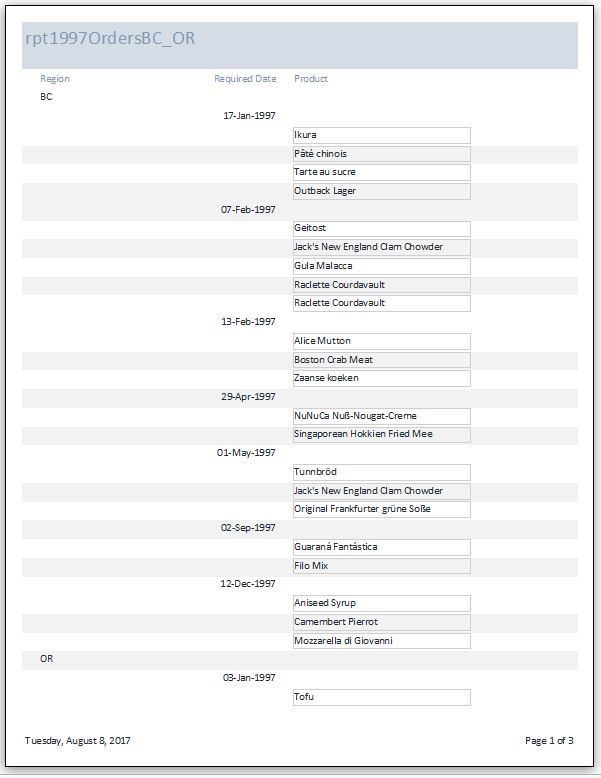 rpt1997OrdersBC_OR
Region Required Date Product
BC
17-Jan-1997
Ikura
Pâté chinois
Tarte au sucre
Outback Lager
07-Feb-1997
Geitost
Jack's New England Clam Chowder
Gula Malacca
Raclette Courdavault
Raclette Courdavault
13-Feb-1997
Alice Mutton
Boston Crab Meat
Zaanse koeken
29-Apr-1997
NuNuCa Nuß-Nougat-Creme
Singaporean Hokkien Fried Mee
01-May-1997
Tunnbröd
Jack's New England Clam Chowder
Original Frankfurter grüne Soße
02-Sep-1997
Guaraná Fantástica
Filo Mix
12-Dec-1997
Aniseed Syrup
Camembert Pierrot
Mozzarella di Giovanni
OR
03-Jan-1997
Tofu
Tuesday, August 8, 2017 Page 1 of 3